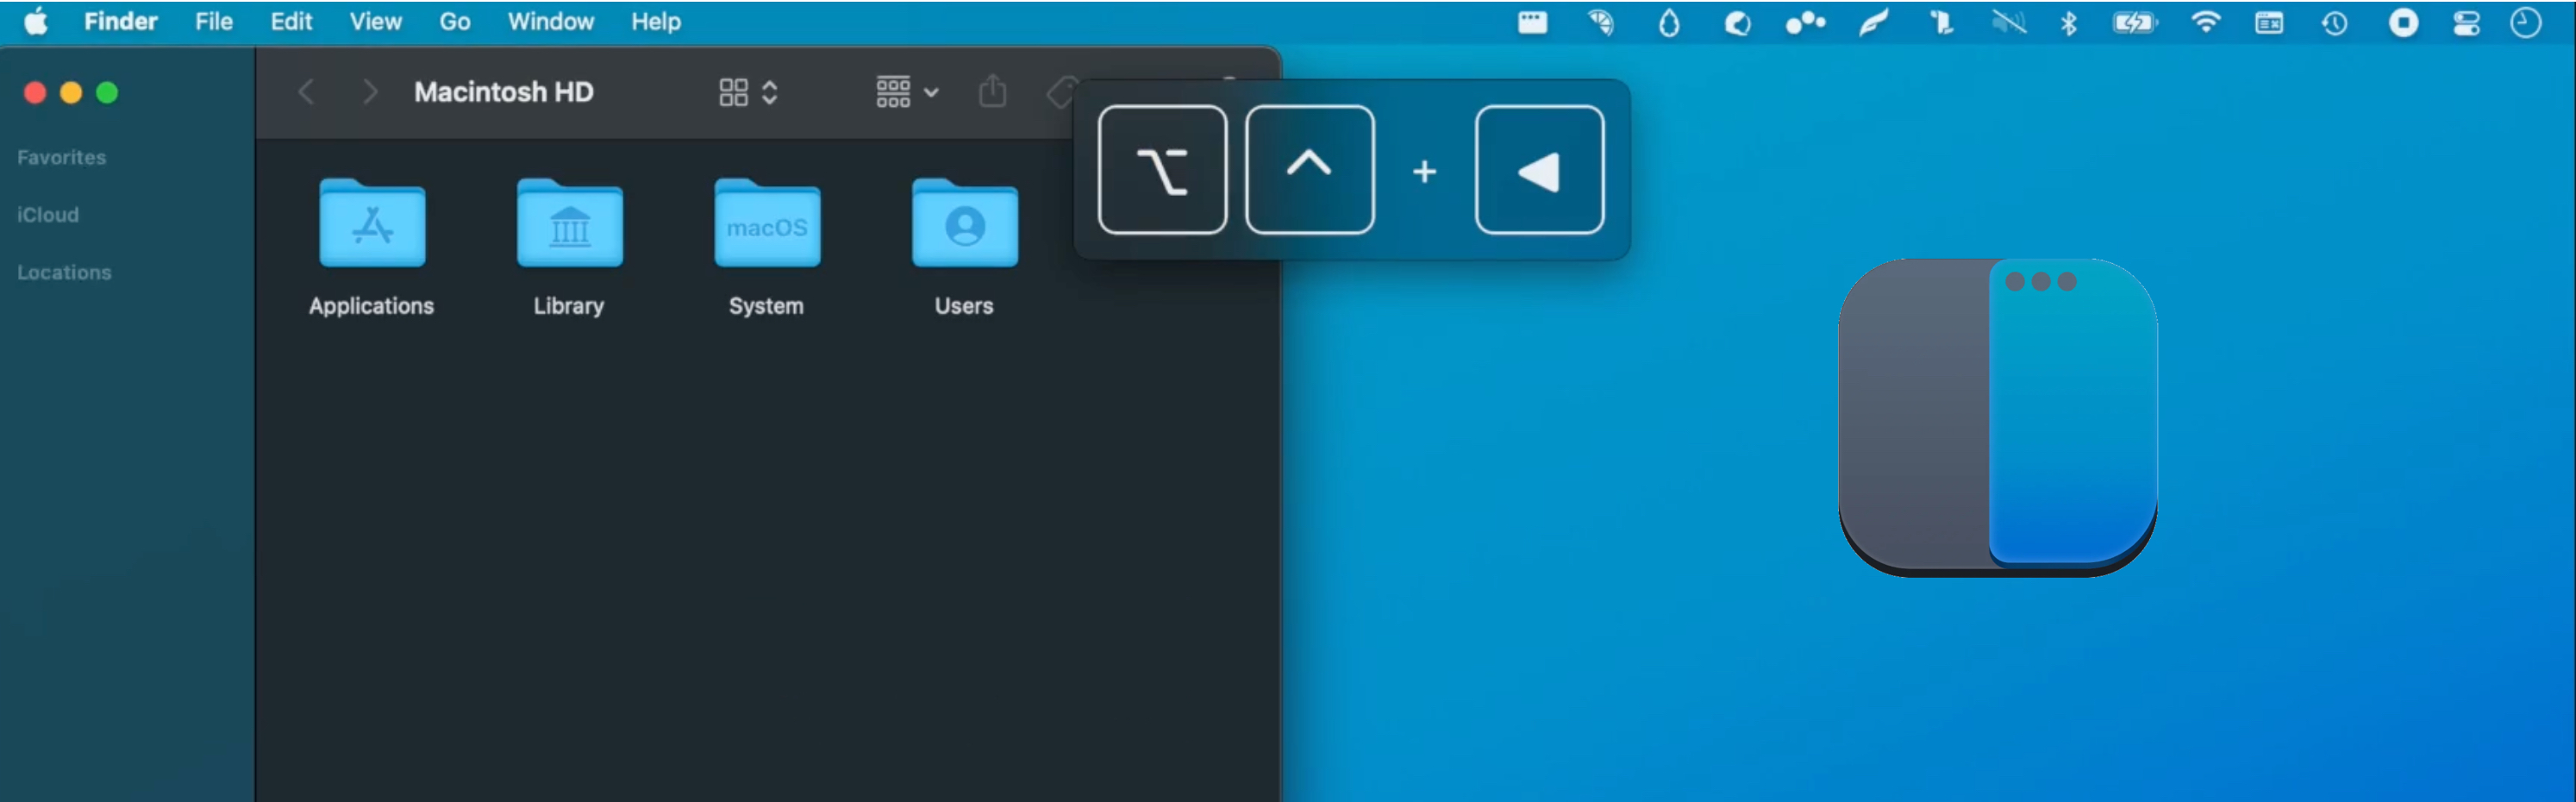 Finder File Edit View Go Window Help
Macintosh HD
Favorites
iCloud
Locations
⌥ ^ + ◀
macOS
Applications Library System Users